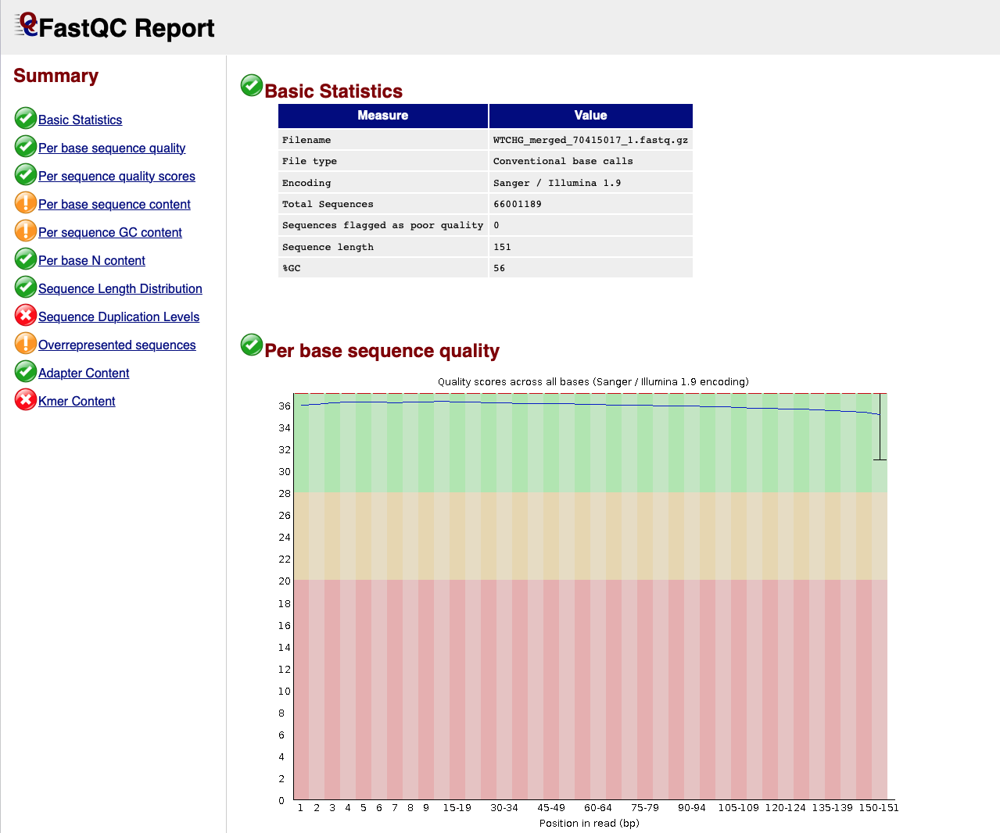 FastQC Report
Summary
Basic Statistics
Per base sequence quality
Per sequence quality scores
Per base sequence content
Per sequence GC content
Per base N content
Sequence Length Distribution
Sequence Duplication Levels
Overrepresented sequences
Adapter Content
Kmer Content
Basic Statistics
Measure Value
Filename WTCHG_merged_70415017_1.fastq.gz
File type Conventional base calls
Encoding Sanger / Illumina 1.9
Total Sequences 66001189
Sequences flagged as poor quality 0
Sequence length 151
%GC 56
Per base sequence quality
Quality scores across all bases (Sanger / Illumina 1.9 encoding)
36
34
32
30
28
26
24
22
20
18
16
14
12
10
8
6
4
2
0
1 2 3 4 5 6 7 8 9 15-19 30-34 45-49 60-64 75-79 90-94 105-109 120-124 135-139 150-151
Position in read (bp)